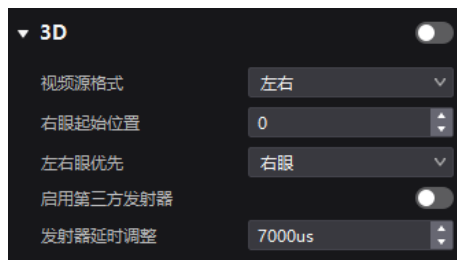 3D
视频源格式 左右
右眼起始位置 0
左右眼优先 右眼
启用第三方发射器
发射器延时调整 7000us